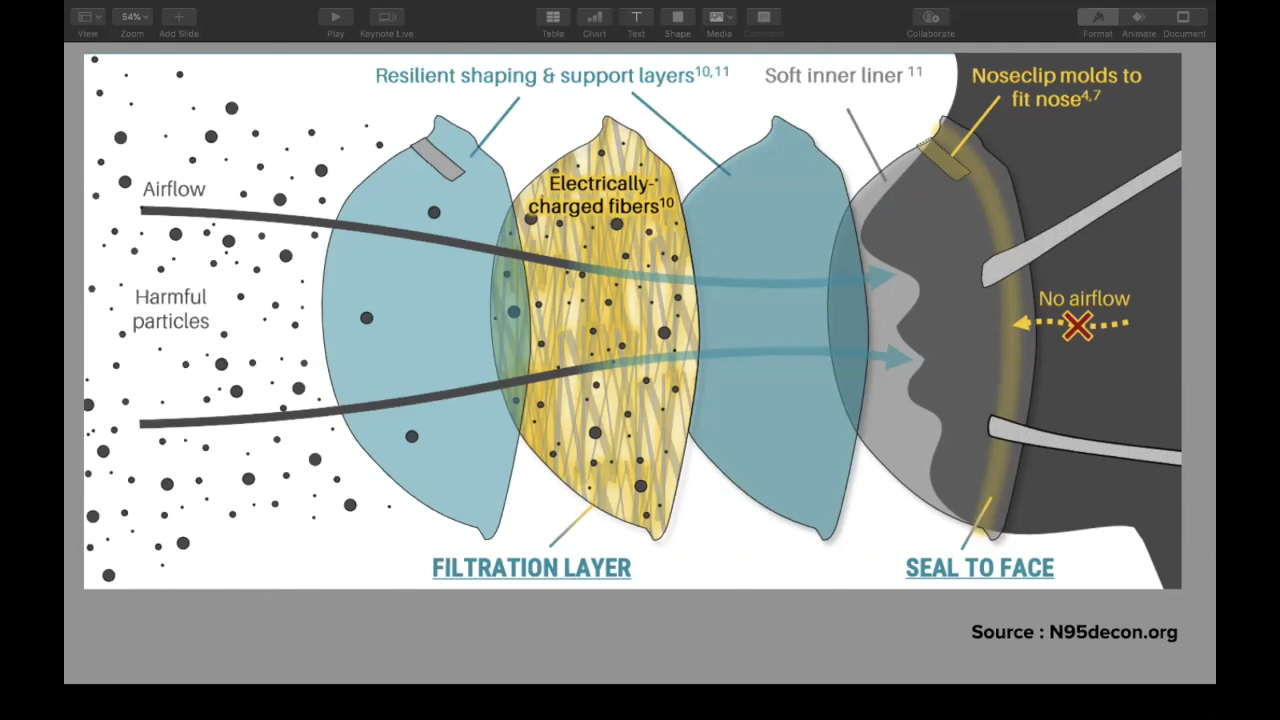 54%
View
Zoom
Add Slide
Play
Keynote Live
Table
Chart
Text
Shape
Media
Comment
Collaborate
Format
Animate
Document
Resilient shaping & support layers10,11
Soft inner liner 11
Noseclip molds to
fit nose4,7
Airflow
Electrically-
charged fibers10
Harmful
particles
No airflow
FILTRATION LAYER
SEAL TO FACE
Source : N95decon.org